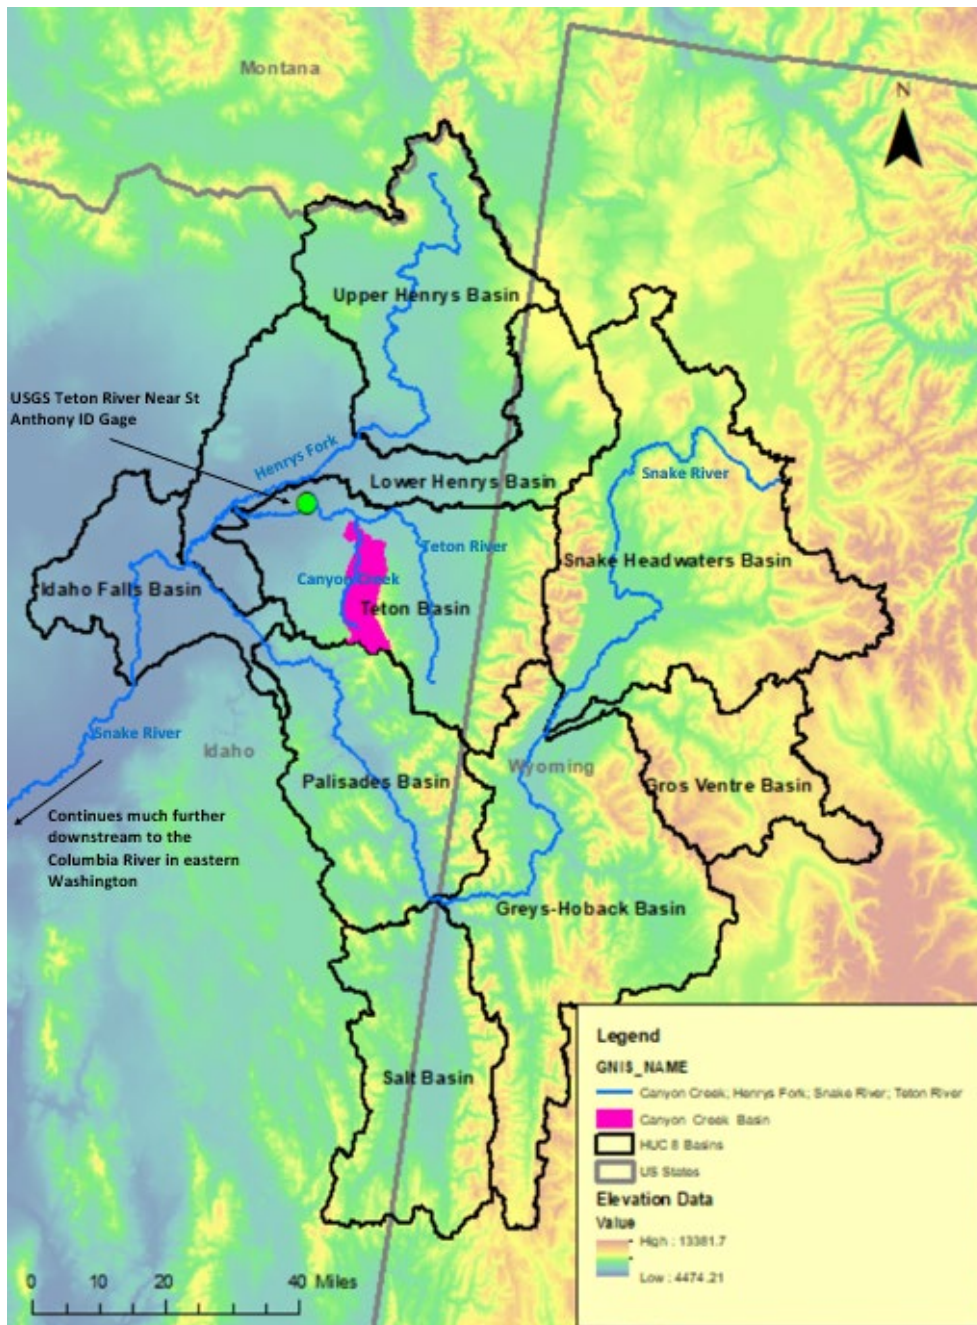 Montana
N
Upper Henrys Basin
USGS Teton River Near St
Anthony ID Gage
Henrys Fork
Lower Henrys Basin
Snake River
Teton River
Snake Headwaters Basin
Canyon Creek
Idaho Falls Basin
Teton Basin
Snake River
Idaho
Wyoming
Palisades Basin
Gros Ventre Basin
Continues much further
downstream to the
Columbia River in eastern
Washington
Greys-Hoback Basin
Salt Basin
Legend
GNIS_NAME
Canyon Creek; Henrys Fork; Snake River; Teton River
Canyon Creek Basin
HUC 8 Basins
US States
Elevation Data
Value
High : 13381.7
Low : 4474.21
0 10 20 40 Miles